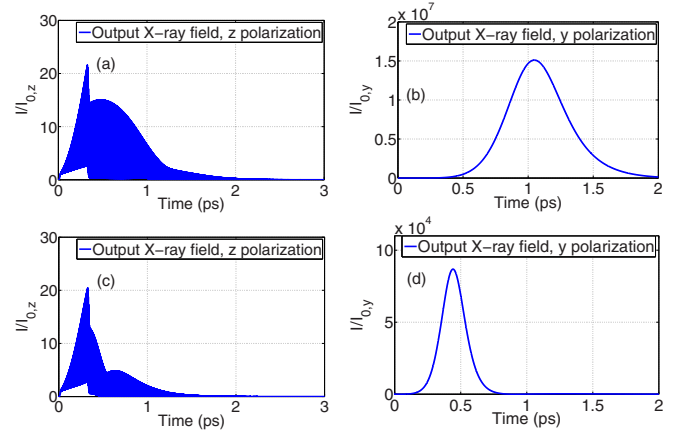 Output X-ray field, z polarization
(a)
I/I0,z
30
20
10
0
0 1 2 3
Time (ps)
x 10^7
Output X-ray field, y polarization
(b)
I/I0,y
2
1.5
1
0.5
0
0 0.5 1 1.5 2
Time (ps)
Output X-ray field, z polarization
(c)
I/I0,z
30
20
10
0
0 1 2 3
Time (ps)
x 10^4
Output X-ray field, y polarization
(d)
I/I0,y
10
5
0
0 0.5 1 1.5 2
Time (ps)